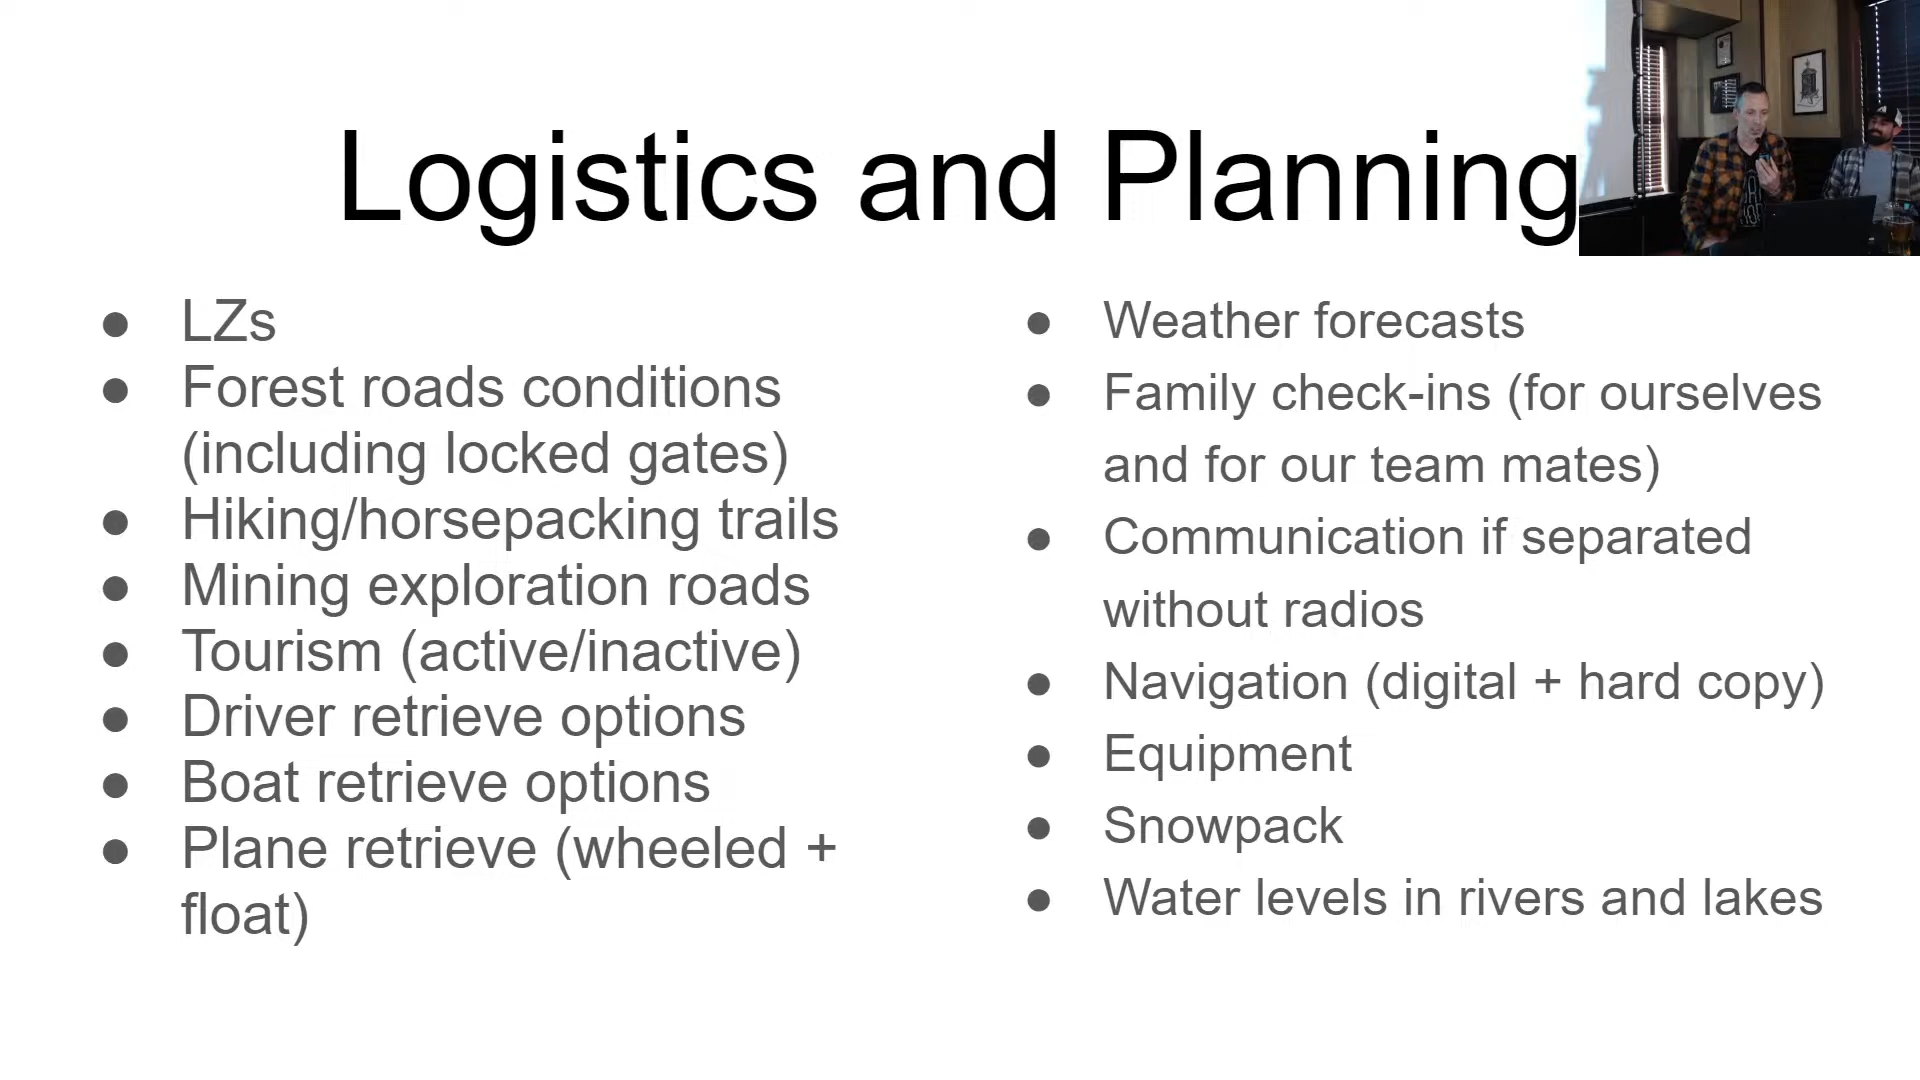 Logistics and Planning
LZs
Forest roads conditions
(including locked gates)
Hiking/horsepacking trails
Mining exploration roads
Tourism (active/inactive)
Driver retrieve options
Boat retrieve options
Plane retrieve (wheeled +
float)
Weather forecasts
Family check-ins (for ourselves
and for our team mates)
Communication if separated
without radios
Navigation (digital + hard copy)
Equipment
Snowpack
Water levels in rivers and lakes